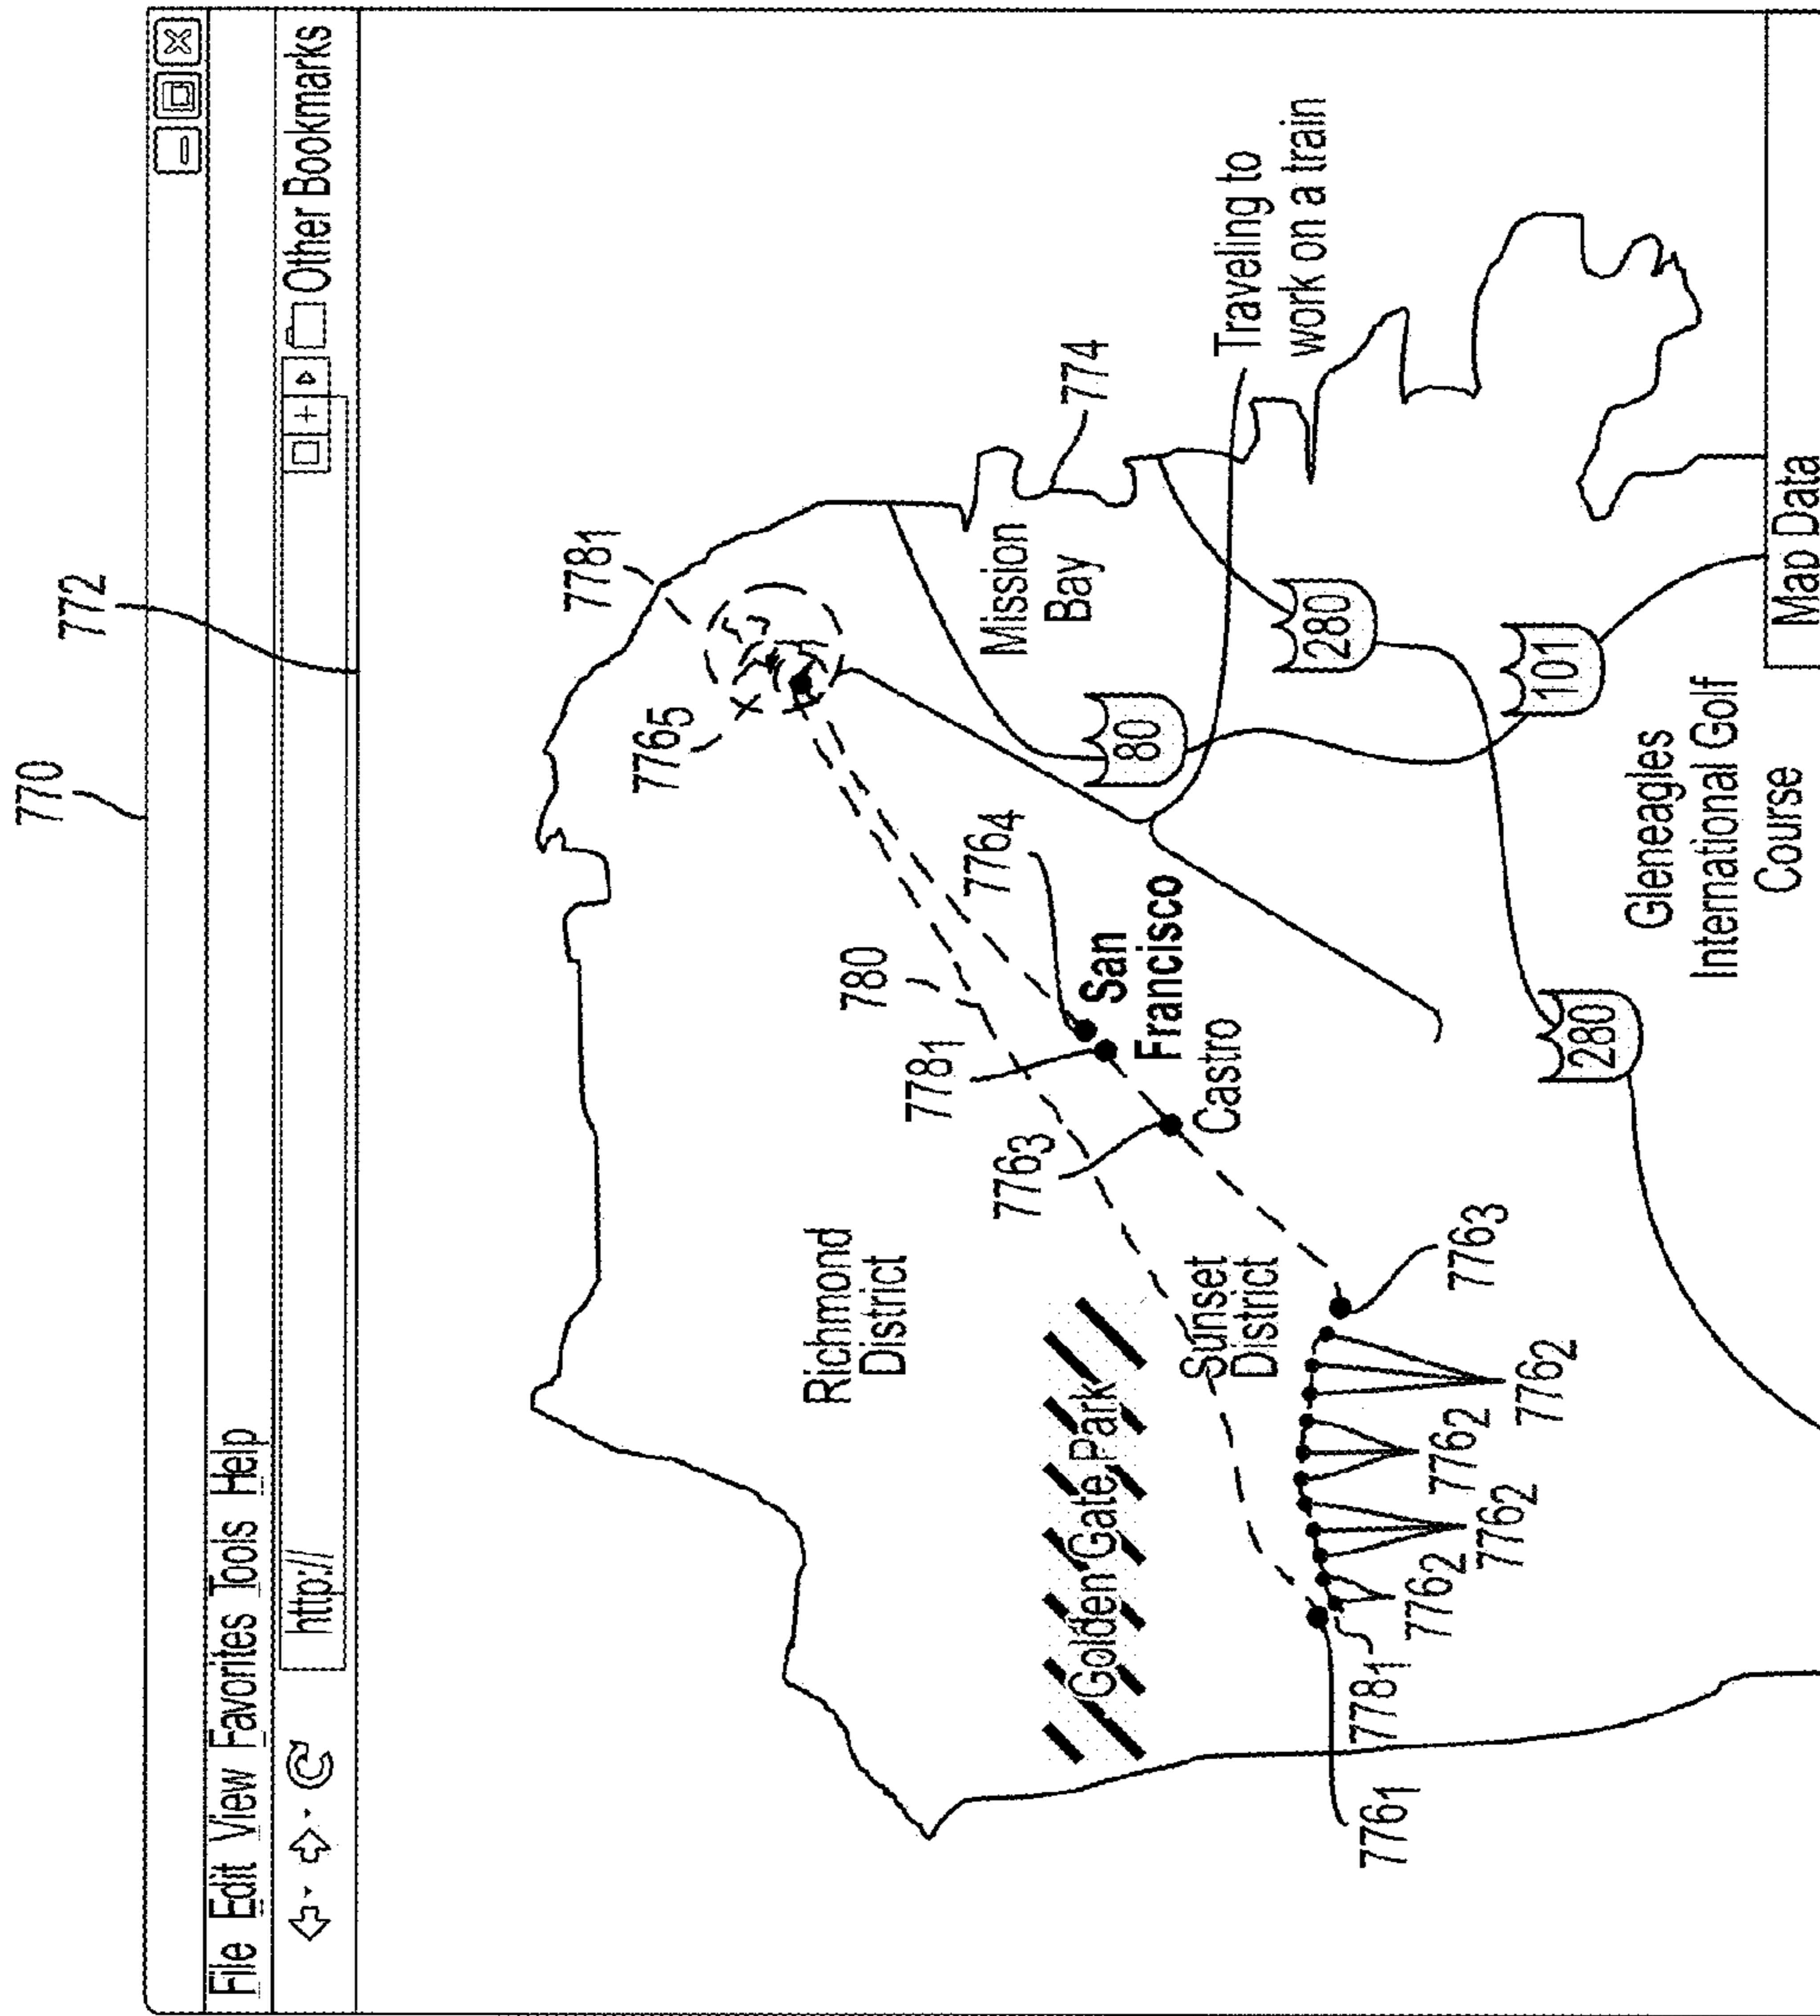 770
772
File Edit View Favorites Tools Help
http://
Other Bookmarks
778₁
776₅
Richmond
District
780
778₁
776₃
776₄
774
Mission
Bay
Golden Gate Park
San
Francisco
Castro
80
Sunset
District
Traveling to
work on a train
280
776₁
778₁
776₂
776₂
776₂
776₂
776₃
101
280
Gleneagles
International Golf
Course
Map Data